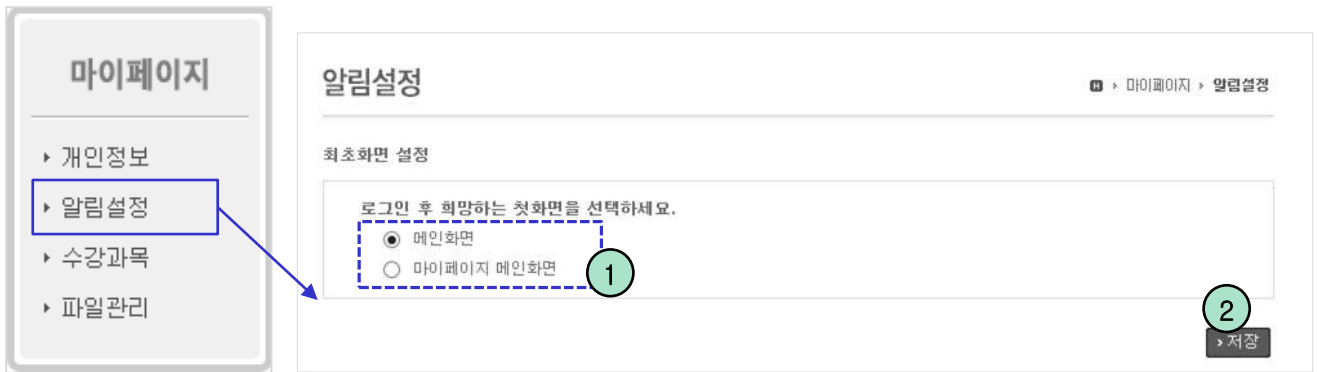 마이페이지
개인정보
알림설정
수강과목
파일관리
알림설정
H › 마이페이지 › 알림설정
최초화면 설정
로그인 후 희망하는 첫화면을 선택하세요.
메인화면
마이페이지 메인화면
1
2
›저장